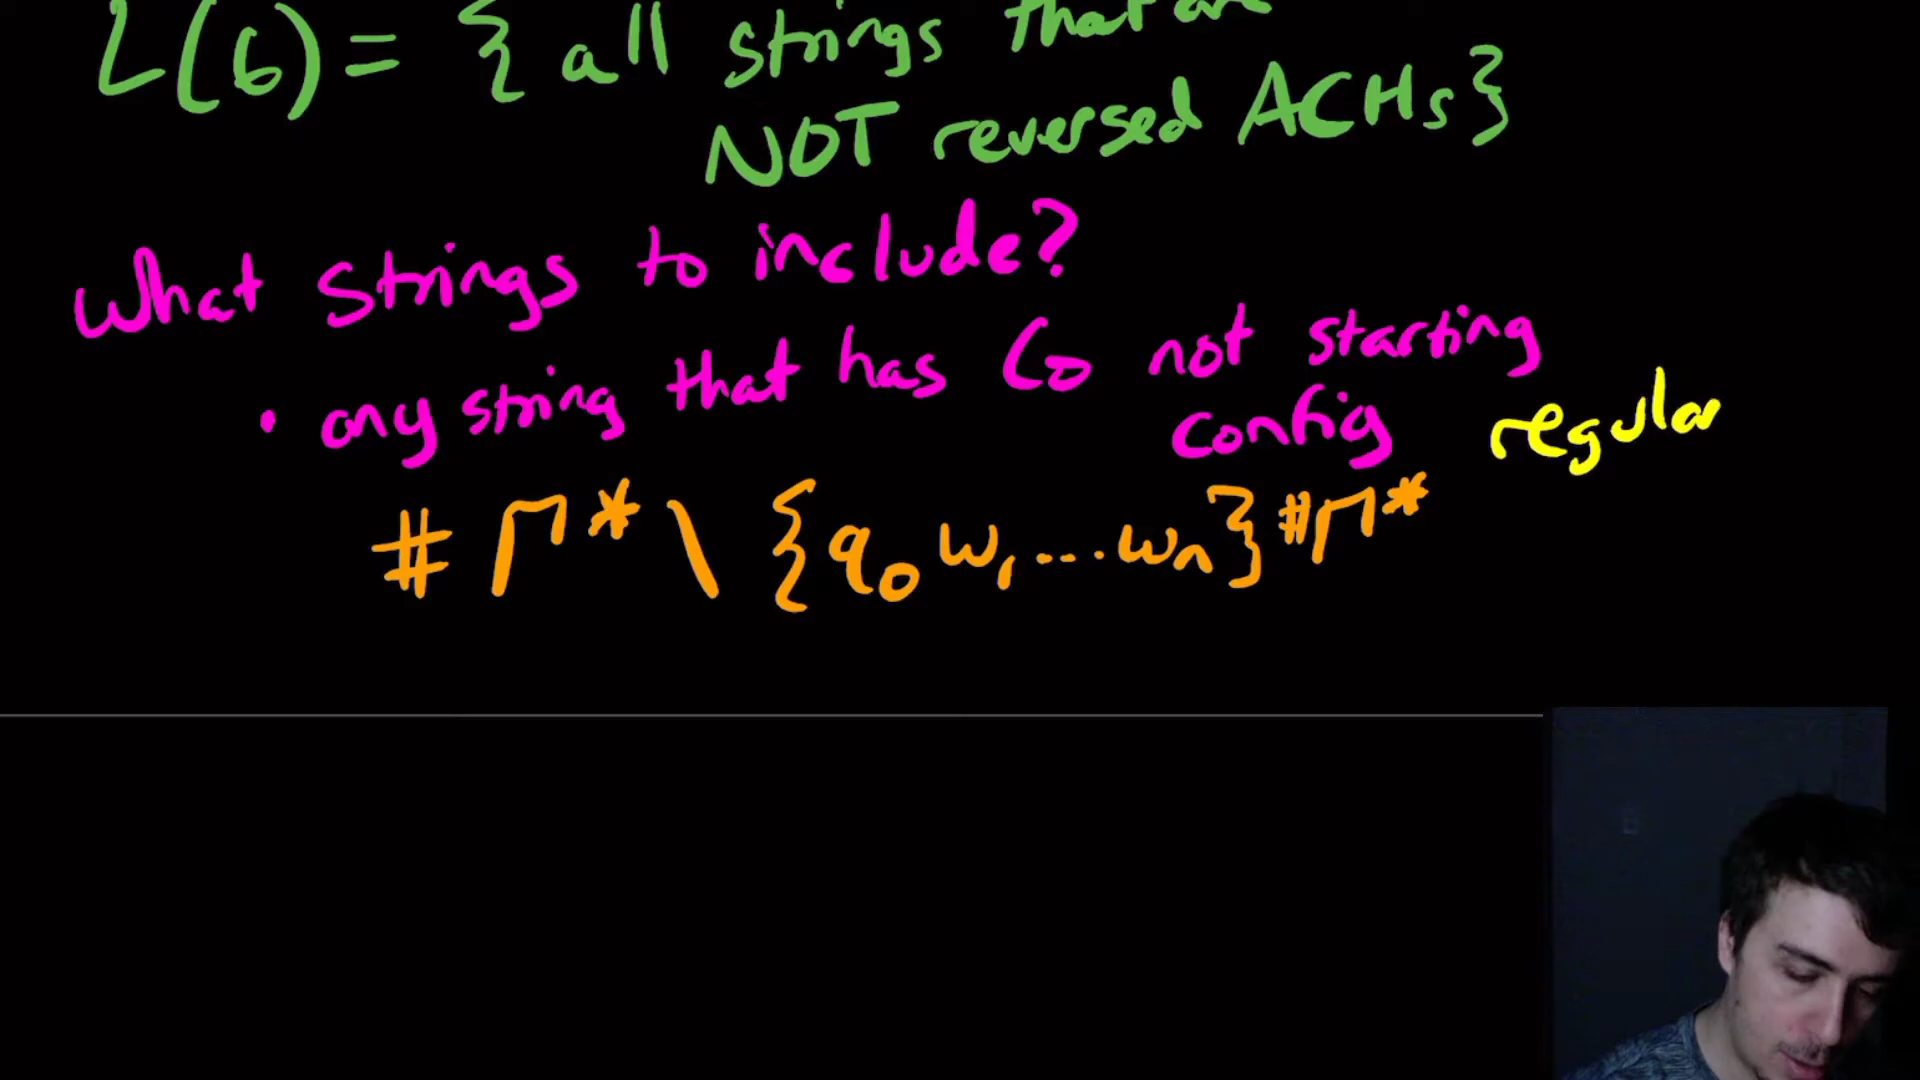 L(G) = { all strings that are
NOT reversed ACHs}
What strings to include?
• any string that has C₀ not starting
config regular
# Γ* \ {q₀ w₁ ... wₙ} # Γ*